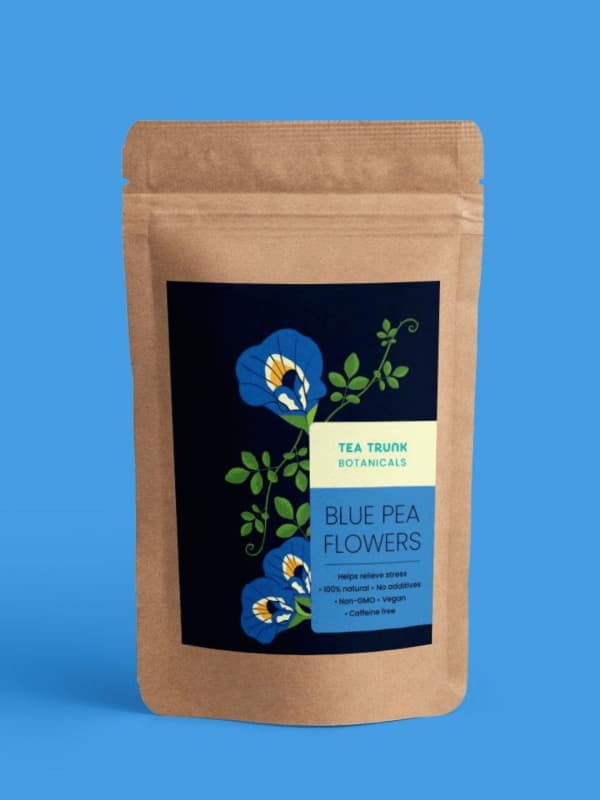 TEA TRUNK
BOTANICALS
BLUE PEA
FLOWERS
Helps relieve stress
• 100% natural • No additives
• Non-GMO • Vegan
• Caffeine free